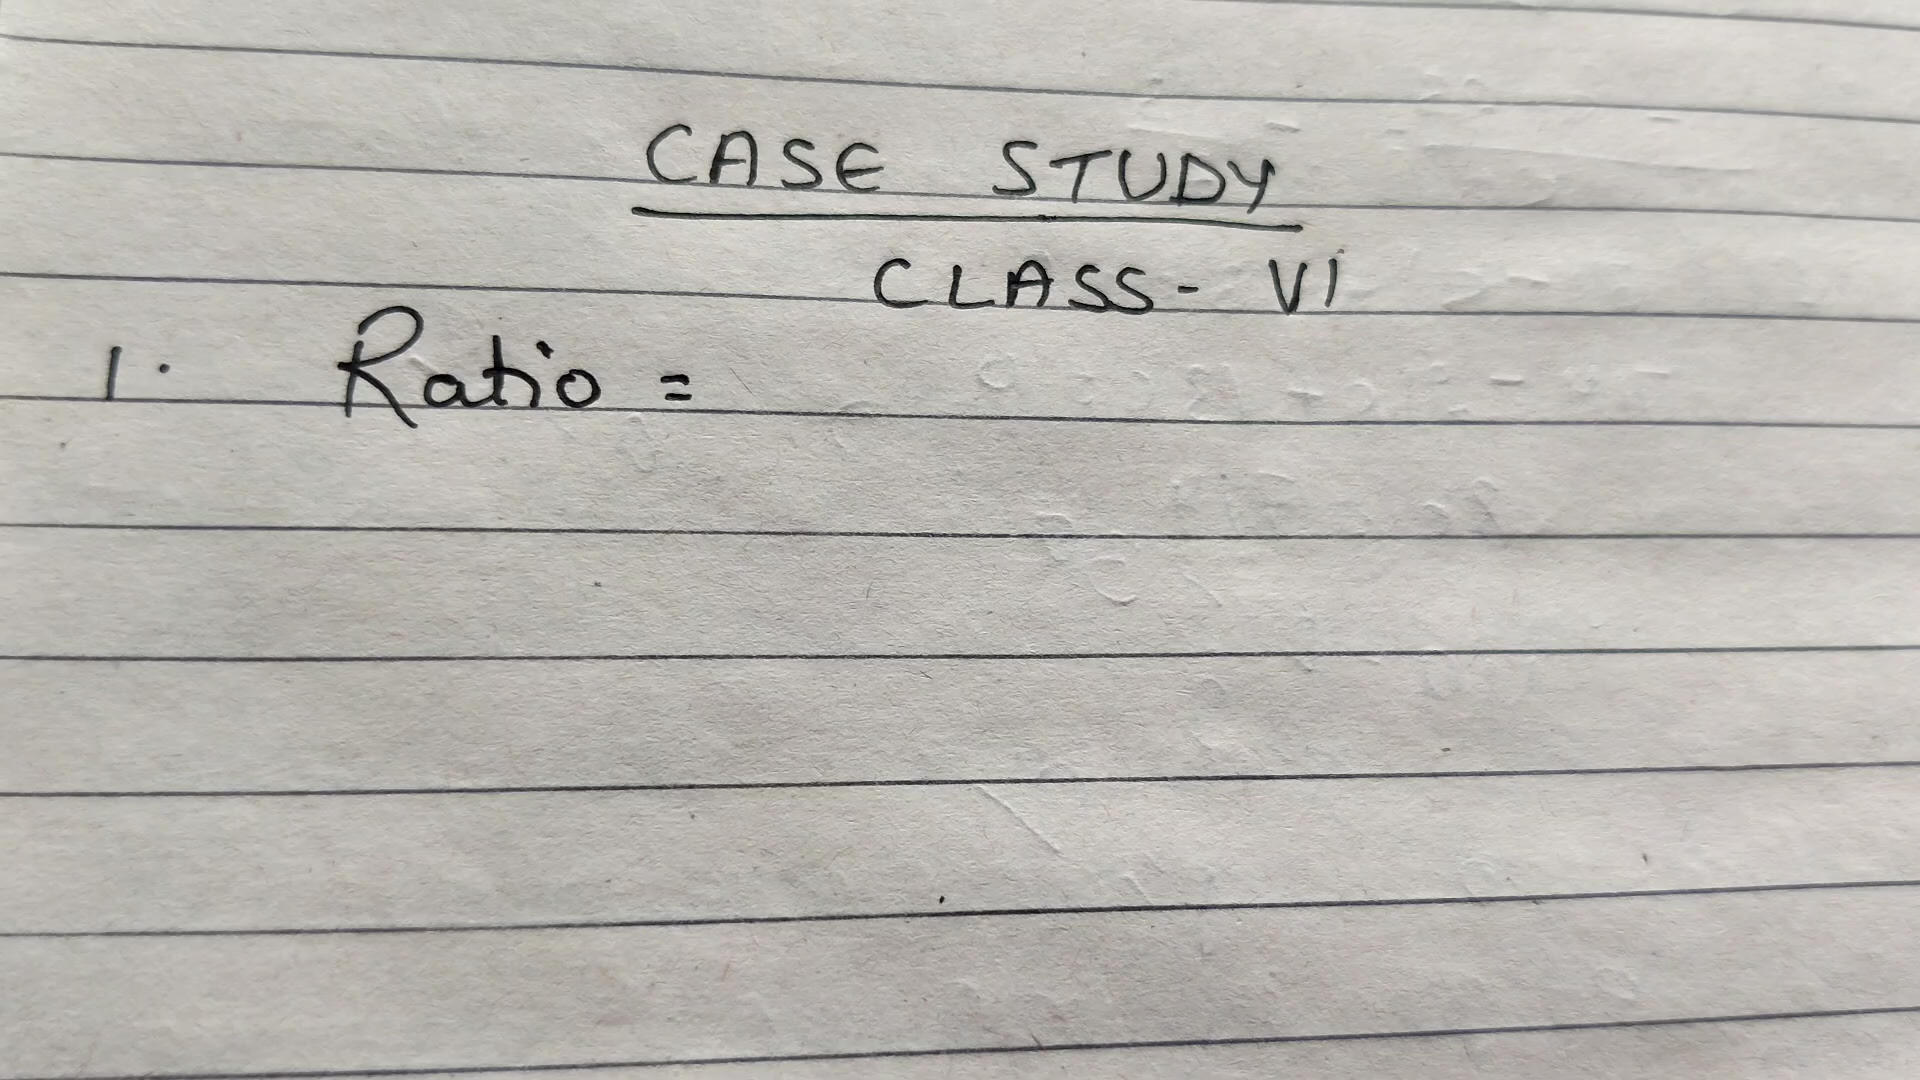 CASE STUDY
CLASS- VI
1. Ratio =